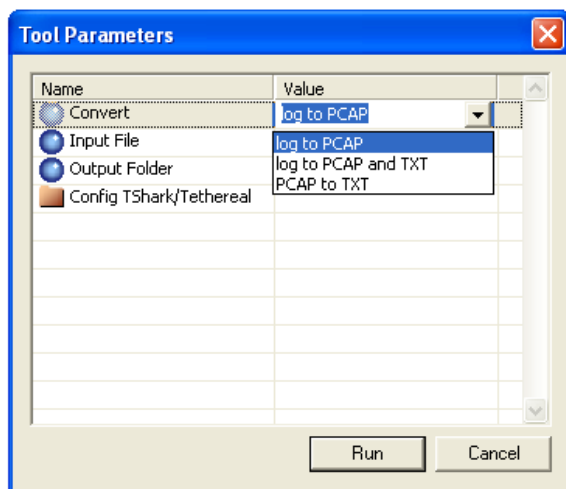 Tool Parameters
Name Value
Convert log to PCAP
Input File log to PCAP
log to PCAP and TXT
Output Folder PCAP to TXT
Config TShark/Tethereal
Run Cancel